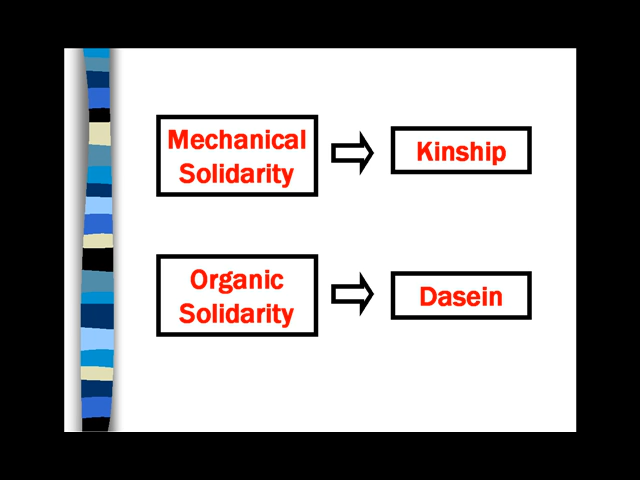 Mechanical
Solidarity
Kinship
Organic
Solidarity
Dasein